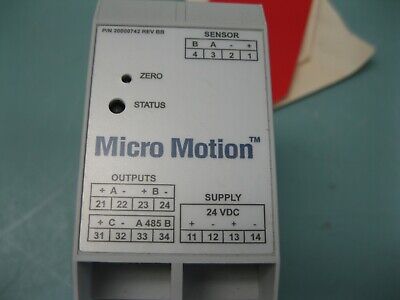 P/N 20000742 REV BB
SENSOR
B A - +
4 3 2 1
ZERO
STATUS
Micro Motion™
OUTPUTS
+ A - + B -
21 22 23 24
+ C - A 485 B
31 32 33 34
SUPPLY
24 VDC
+ - + -
11 12 13 14